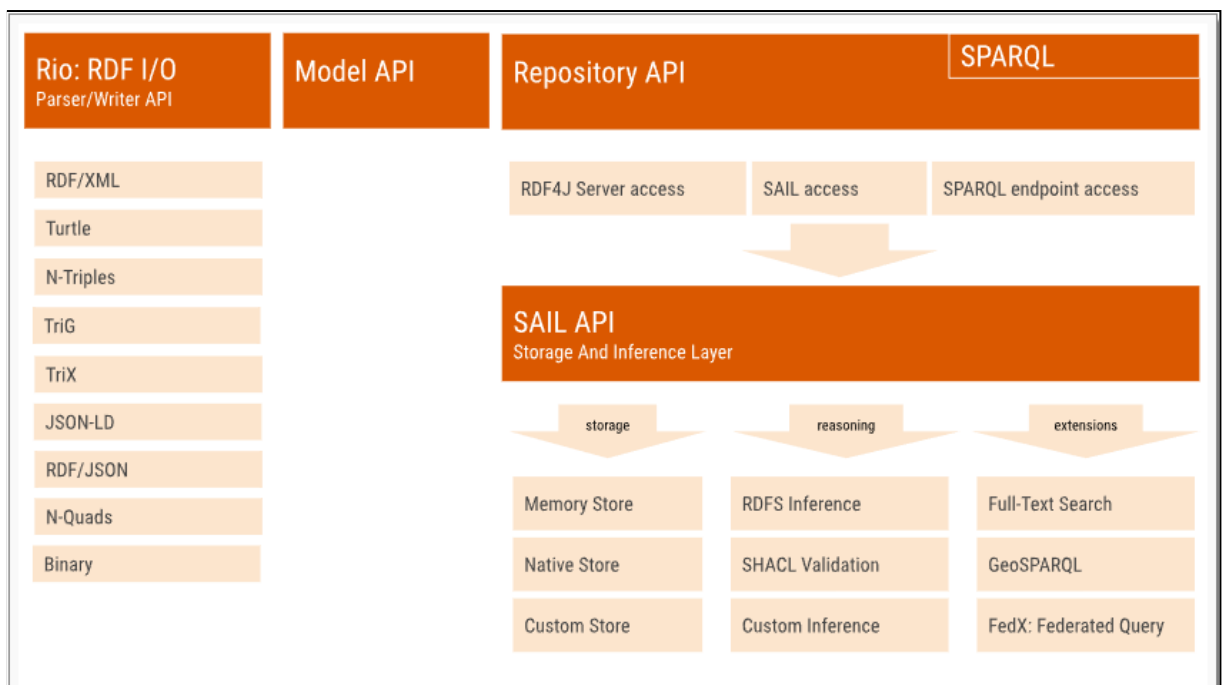 Rio: RDF I/O
Parser/Writer API
Model API
Repository API
SPARQL
RDF/XML
Turtle
N-Triples
TriG
TriX
JSON-LD
RDF/JSON
N-Quads
Binary
RDF4J Server access
SAIL access
SPARQL endpoint access
SAIL API
Storage And Inference Layer
storage
reasoning
extensions
Memory Store
RDFS Inference
Full-Text Search
Native Store
SHACL Validation
GeoSPARQL
Custom Store
Custom Inference
FedX: Federated Query